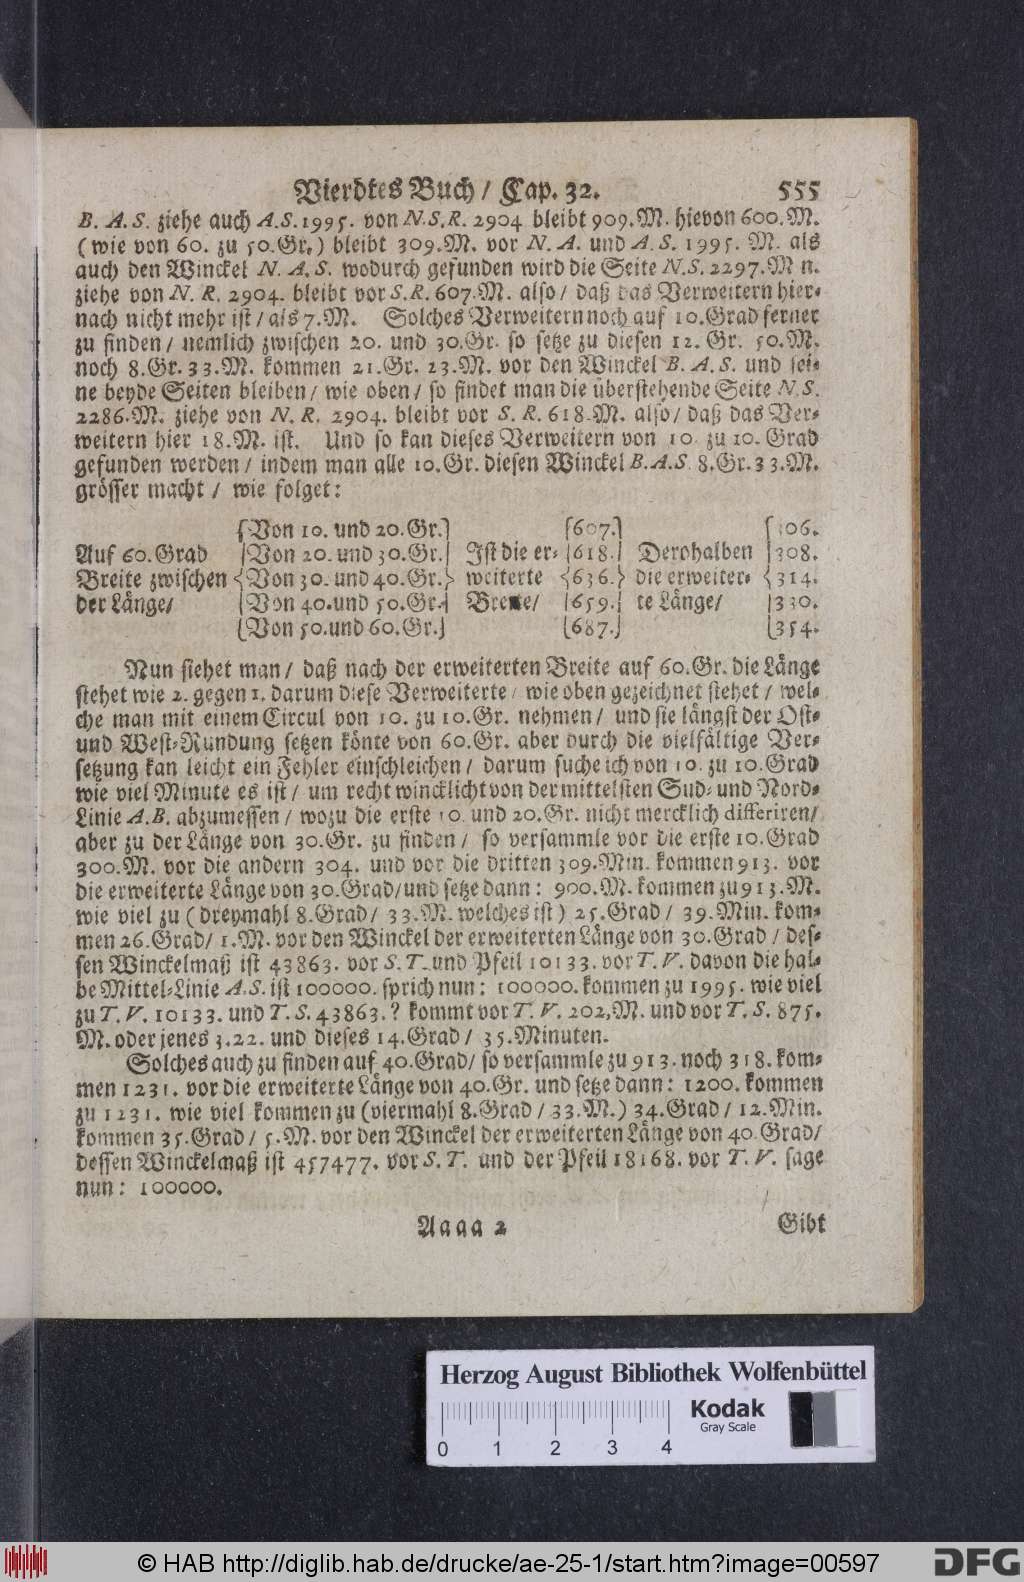 Vierdtes Buch / Cap. 32. 555
B. A. S. ziehe auch A. S. 1995. von N. S. R. 2904 bleibt 909. M. hievon 600. M.
(wie von 60. zu 50. Gr.) bleibt 309. M. vor N. A. und A. S. 1995. M. als
auch den Winckel N. A. S. wodurch gefunden wird die Seite N. S. 2297. M n.
ziehe von N. R. 2904. bleibt vor S. R. 607. M. also / daß das Verweitern hier-
nach nicht mehr ist / als 7. M. Solches Verweitern noch auf 10. Grad ferner
zu finden / nemlich zwischen 20. und 30. Gr. so setze zu diesen 12. Gr. 50. M.
noch 8. Gr. 33. M. kommen 21. Gr. 23. M. vor den Winckel B. A. S. und sei-
ne beyde Seiten bleiben / wie oben / so findet man die überstehende Seite N. S.
2286. M. ziehe von N. R. 2904. bleibt vor S. R. 618. M. also / daß das Ver-
weitern hier 18. M. ist. Und so kan dieses Verweitern von 10. zu 10. Grad
gefunden werden / indem man alle 10. Gr. diesen Winckel B. A. S. 8. Gr. 33. M.
grösser macht / wie folget:
Von 10. und 20. Gr. 607. 306.
Auf 60. Grad Von 20. und 30. Gr. Ist die er- 618. Derohalben 308.
Breite zwischen Von 30. und 40. Gr. weiterte 636. die erweiter- 314.
der Länge / Von 40. und 50. Gr. Breite / 659. te Länge / 330.
Von 50. und 60. Gr. 687. 354.
Nun siehet man / daß nach der erweiterten Breite auf 60. Gr. die Länge
stehet wie 2. gegen 1. darum diese Verweiterte / wie oben gezeichnet stehet / wel-
che man mit einem Circul von 10. zu 10. Gr. nehmen / und sie längst der Ost-
und West-Rundung setzen könte von 60. Gr. aber durch die vielfältige Ver-
setzung kan leicht ein Fehler einschleichen / darum suche ich von 10. zu 10. Grad
wie viel Minute es ist / um recht wincklicht von der mittelsten Sud- und Nord-
Linie A. B. abzumessen / wozu die erste 10. und 20. Gr. nicht mercklich differiren /
aber zu der Länge von 30. Gr. zu finden / so versammle vor die erste 10. Grad
300. M. vor die andern 304. und vor die dritten 309. Min. kommen 913. vor
die erweiterte Länge von 30. Grad / und setze dann: 900. M. kommen zu 913. M.
wie viel zu (dreymahl 8. Grad / 33. M. welches ist) 25. Grad / 39. Min. kom-
men 26. Grad / 1. M. vor den Winckel der erweiterten Länge von 30. Grad / des-
sen Winckelmaß ist 43863. vor S. T. und Pfeil 10133. vor T. V. davon die hal-
be Mittel-Linie A. S. ist 100000. sprich nun: 100000. kommen zu 1995. wie viel
zu T. V. 10133. und T. S. 43863.? kommt vor T. V. 202. M. und vor T. S. 875.
M. oder jenes 3. 22. und dieses 14. Grad / 35. Minuten.
Solches auch zu finden auf 40. Grad / so versammle zu 913. noch 318. kom-
men 1231. vor die erweiterte Länge von 40. Gr. und setze dann: 1200. kommen
zu 1231. wie viel kommen zu (viermahl 8. Grad / 33. M.) 34. Grad / 12. Min.
kommen 35. Grad / 5. M. vor den Winckel der erweiterten Länge von 40. Grad /
dessen Winckelmaß ist 457477. vor S. T. und der Pfeil 18168. vor T. V. sage
nun: 100000.
Aaaa 2 Gibt
Herzog August Bibliothek Wolfenbüttel
Kodak
Gray Scale
0 1 2 3 4
© HAB http://diglib.hab.de/drucke/ae-25-1/start.htm?image=00597
DFG